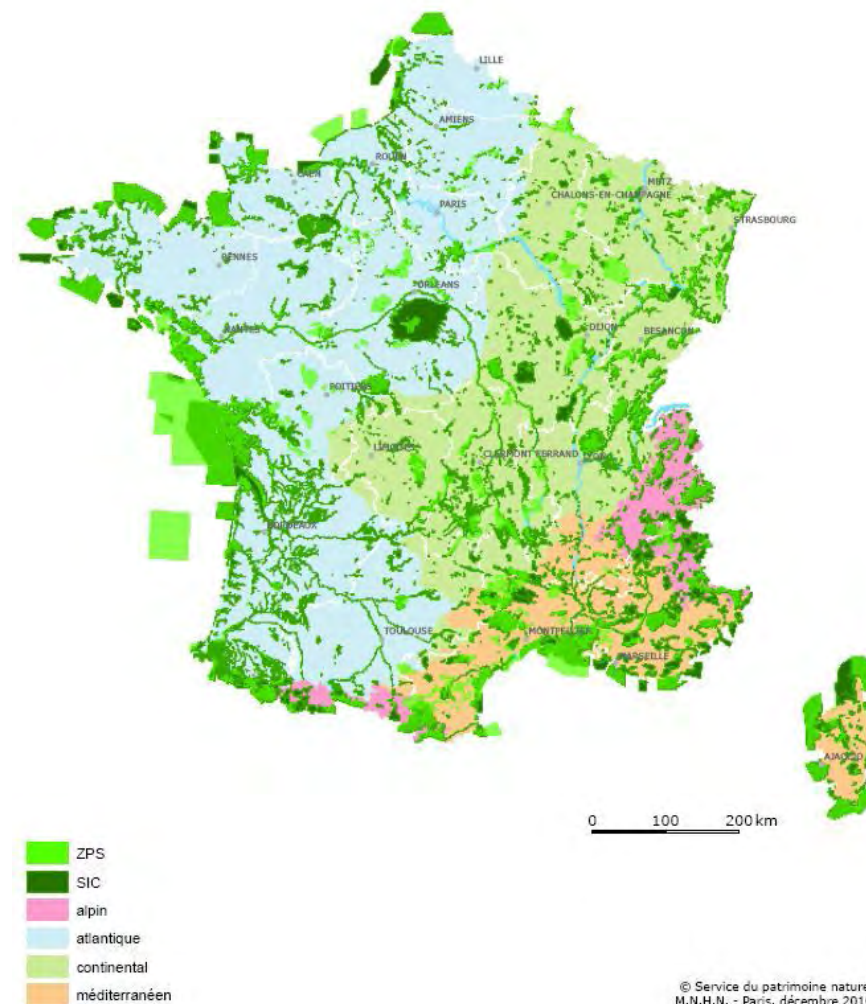 LILLE
AMIENS
ROUEN
CAEN
METZ
CHALONS-EN-CHAMPAGNE
PARIS
STRASBOURG
RENNES
ORLEANS
NANTES
DIJON
BESANCON
POITIERS
LIMOGES
CLERMONT FERRAND
LYON
BORDEAUX
TOULOUSE
MONTPELLIER
MARSEILLE
AJACCIO
0 100 200 km
ZPS
SIC
alpin
atlantique
continental
méditerranéen
© Service du patrimoine nature
M.N.H.N. - Paris, décembre 201